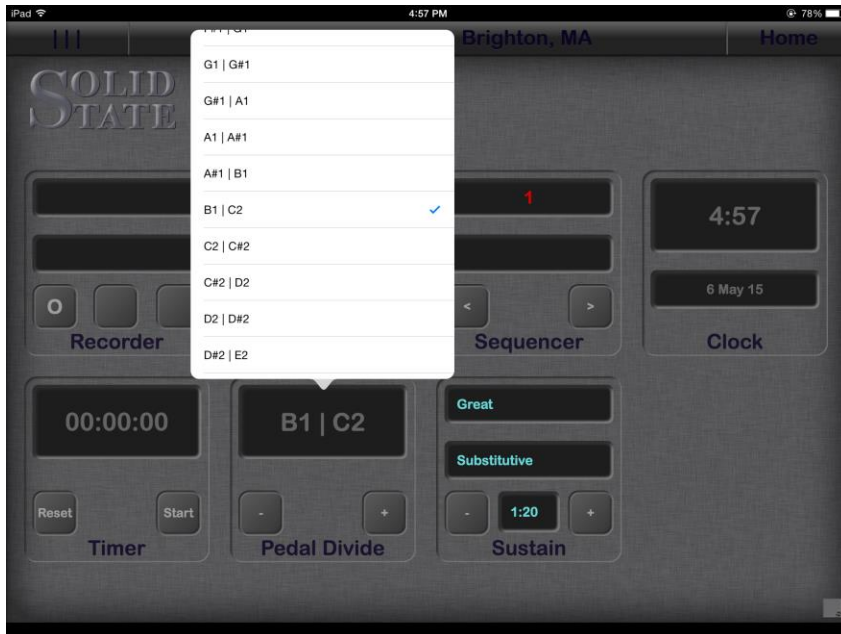 iPad
4:57 PM
78%
Brighton, MA
Home
SOLID
STATE
G1 | G#1
G#1 | A1
A1 | A#1
A#1 | B1
B1 | C2
C2 | C#2
C#2 | D2
D2 | D#2
D#2 | E2
O
Recorder
1
< >
Sequencer
4:57
6 May 15
Clock
00:00:00
Reset Start
Timer
B1 | C2
- +
Pedal Divide
Great
Substitutive
- 1:20 +
Sustain